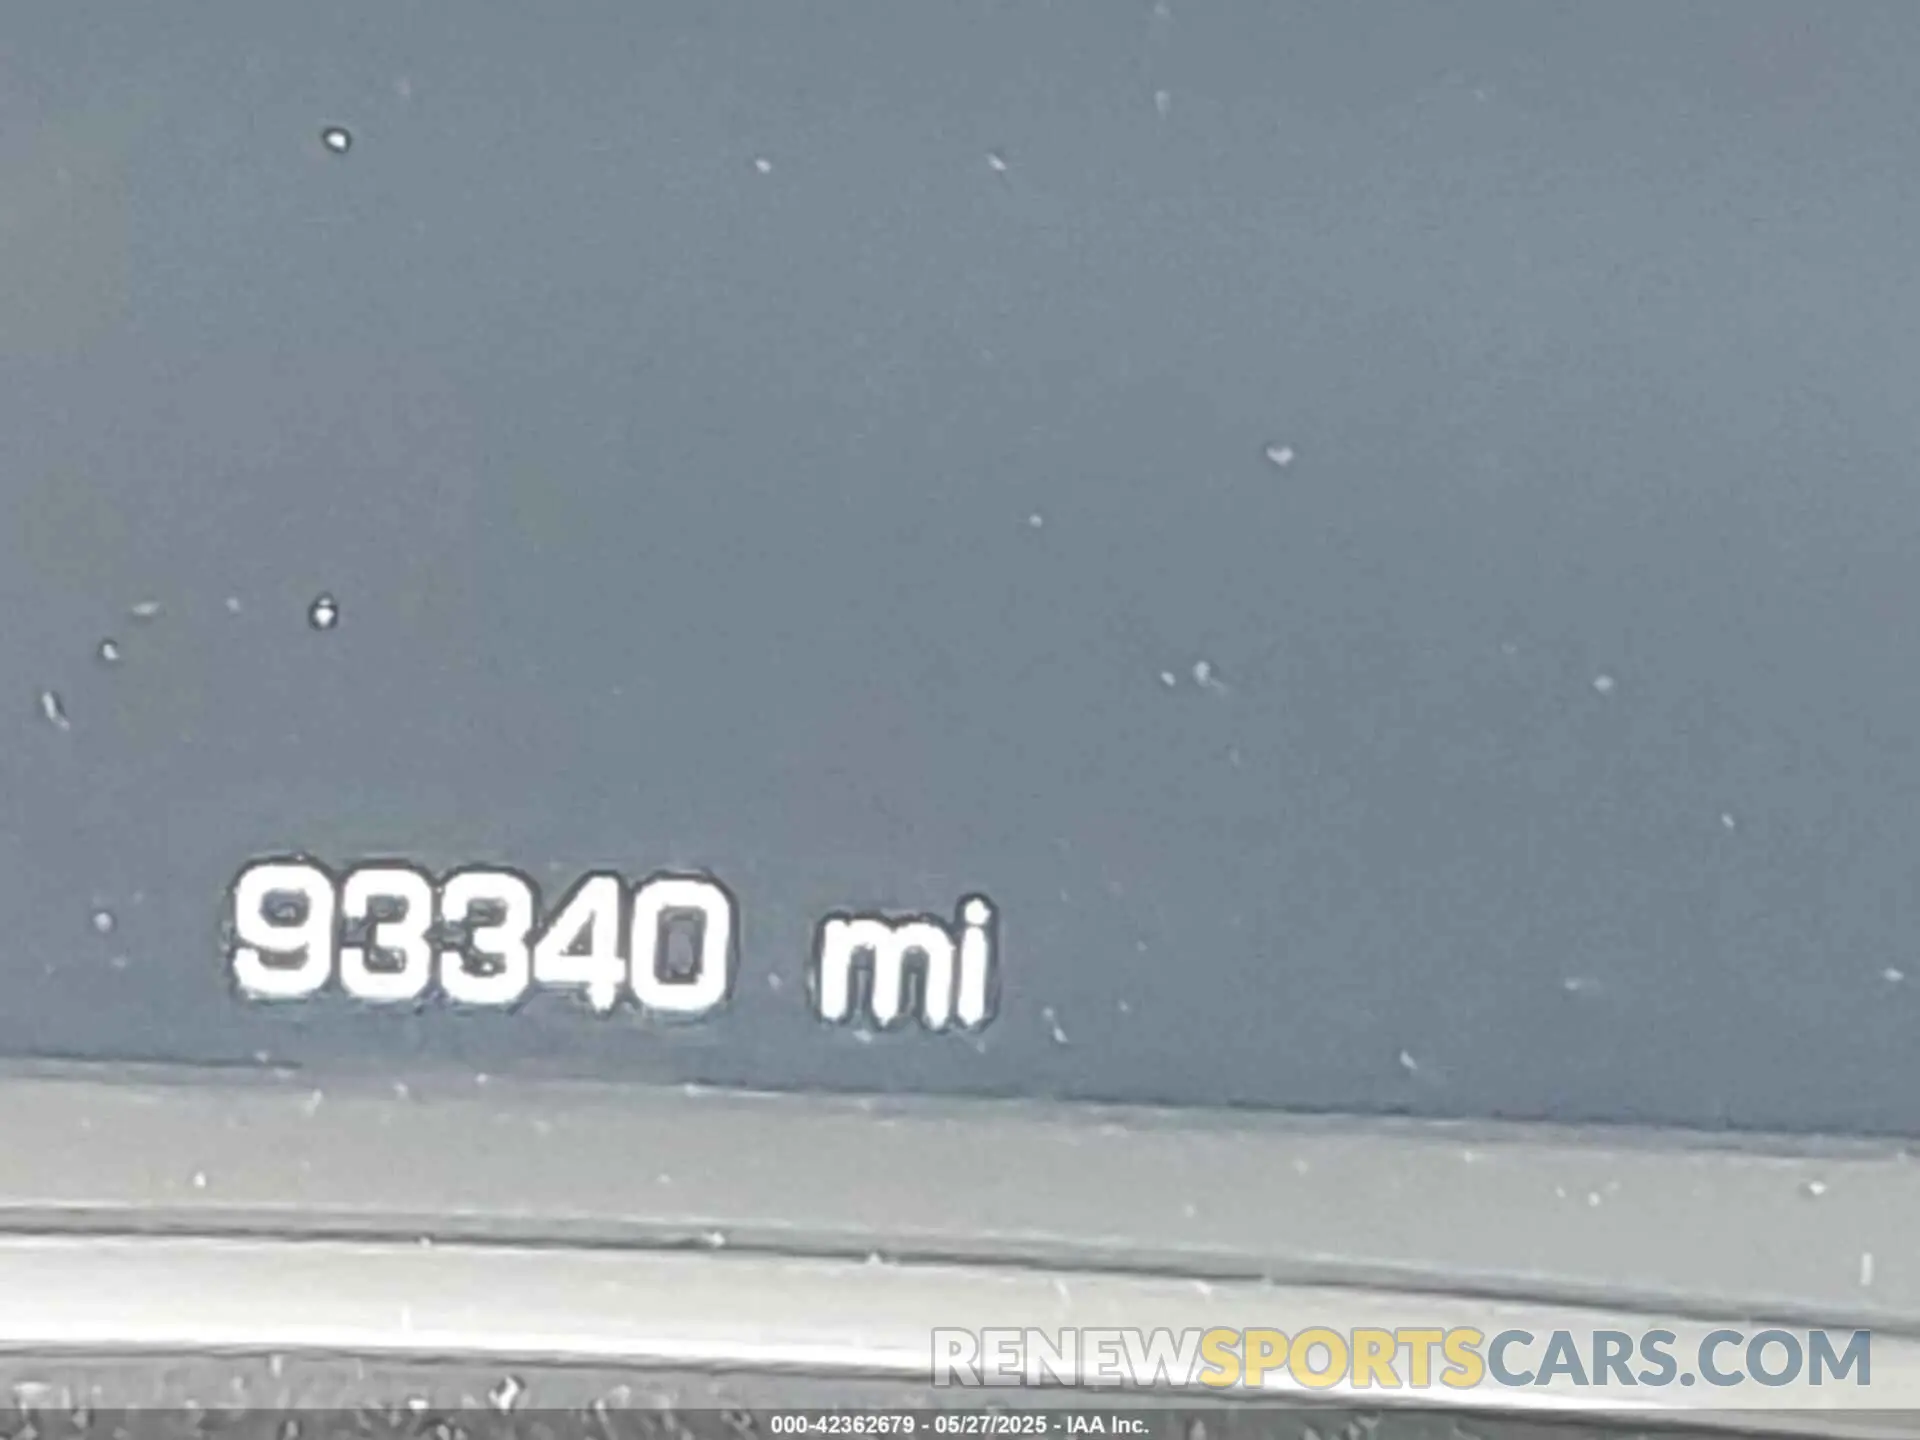 93340 mi
RENEWSPORTSCARS.COM
000-42362679 - 05/27/2025 - IAA Inc.